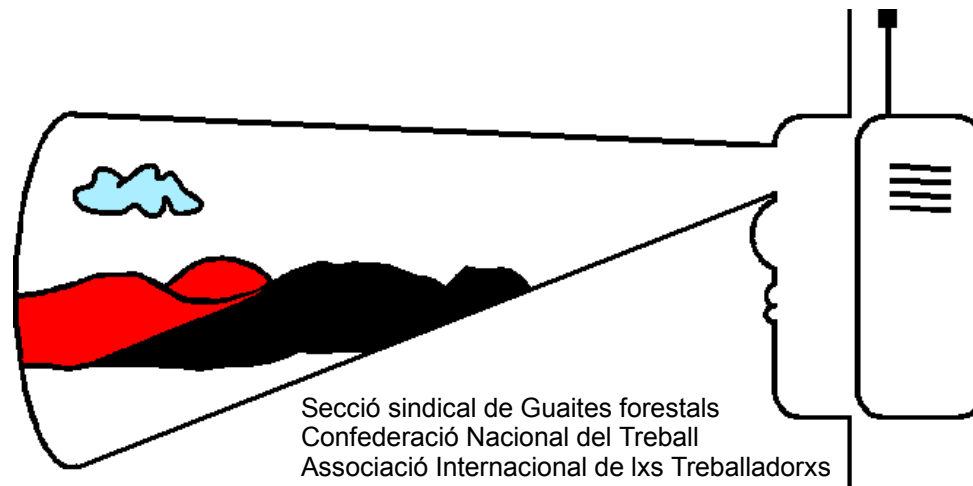 Secció sindical de Guaites forestals
Confederació Nacional del Treball
Associació Internacional de lxs Treballadorxs